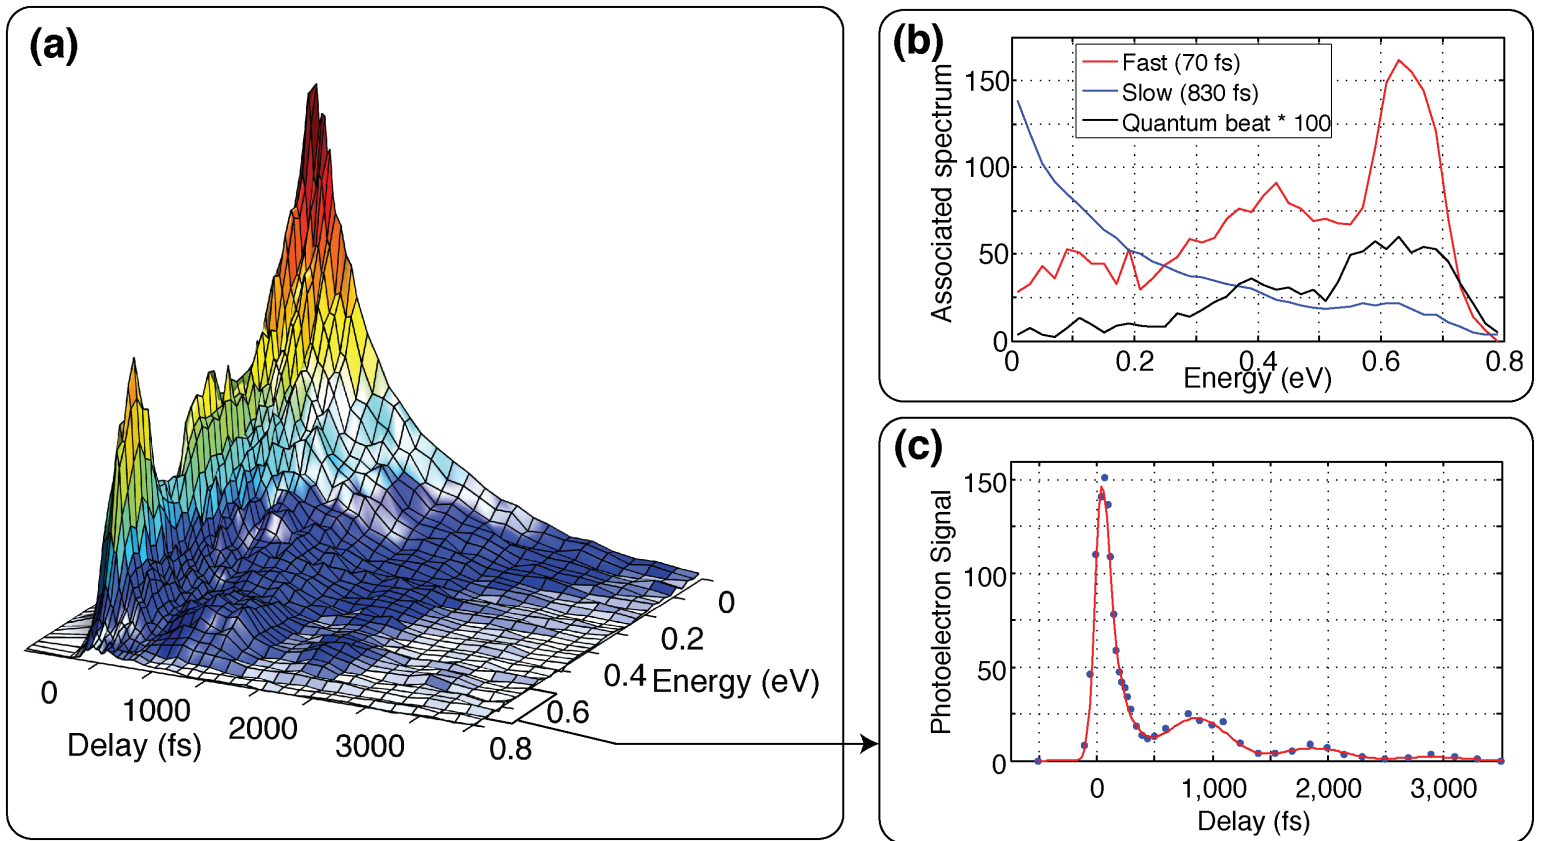 (a)
0
1000
2000
3000
Delay (fs)
0
0.2
0.4
0.6
0.8
Energy (eV)
(b)
Fast (70 fs)
Slow (830 fs)
Quantum beat * 100
150
100
50
0
Associated spectrum
0 0.2 0.4 0.6 0.8
Energy (eV)
(c)
150
100
50
0
Photoelectron Signal
0 1,000 2,000 3,000
Delay (fs)